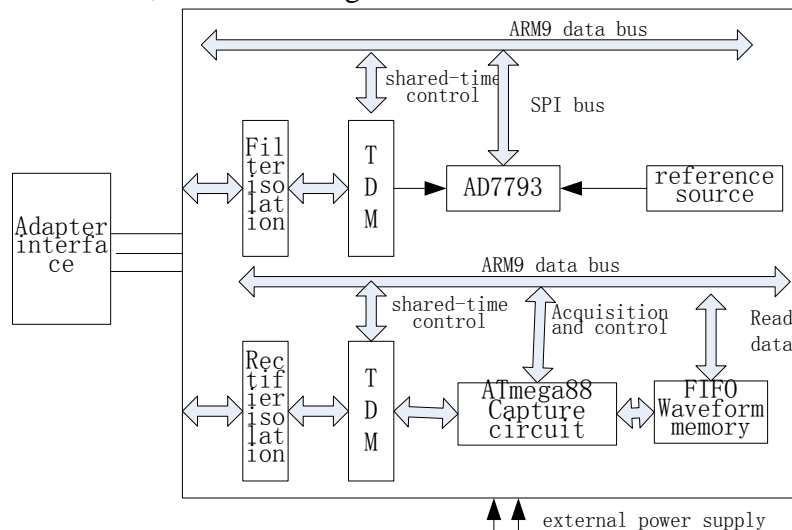 ARM9 data bus
shared-time
control
SPI bus
Fil
ter
iso
lat
ion
T
D
M
AD7793
reference
source
Adapter
interfa
ce
ARM9 data bus
shared-time
control
Acquisition
and control
Read
data
Rec
tif
ier
iso
lat
ion
T
D
M
ATmega88
Capture
circuit
FIFO
Waveform
memory
external power supply